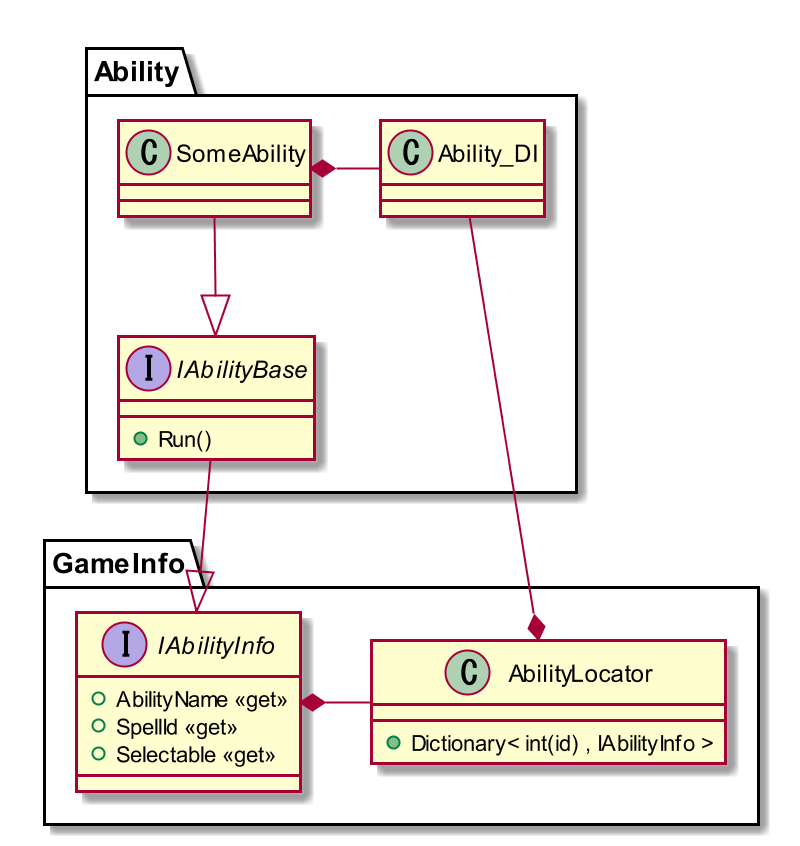 Ability
C SomeAbility
C Ability_DI
I IAbilityBase
Run()
GameInfo
I IAbilityInfo
AbilityName «get»
SpellId «get»
Selectable «get»
C AbilityLocator
Dictionary< int(id) , IAbilityInfo >